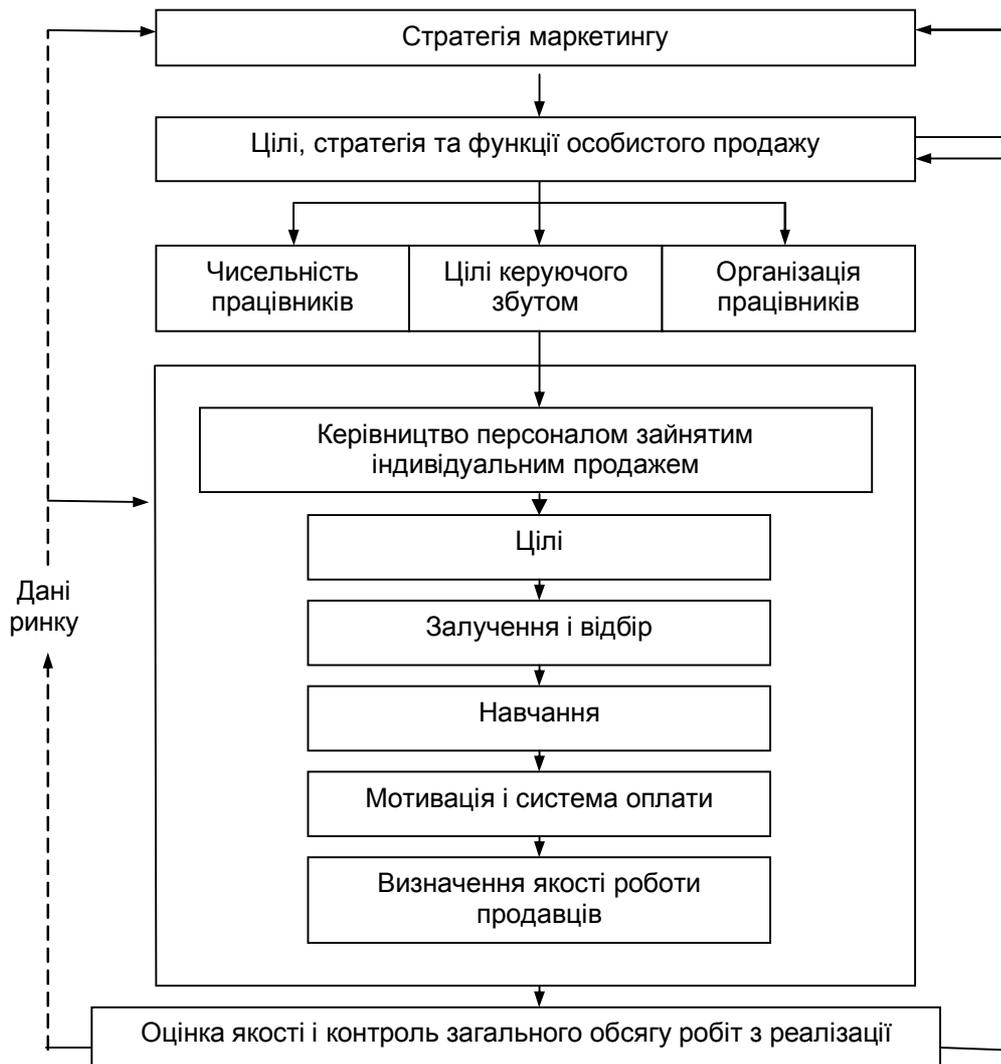 Стратегія маркетингу
Цілі, стратегія та функції особистого продажу
Чисельність
працівників
Цілі керуючого
збутом
Організація
працівників
Керівництво персоналом зайнятим
індивідуальним продажем
Цілі
Залучення і відбір
Навчання
Мотивація і система оплати
Визначення якості роботи
продавців
Дані
ринку
Оцінка якості і контроль загального обсягу робіт з реалізації